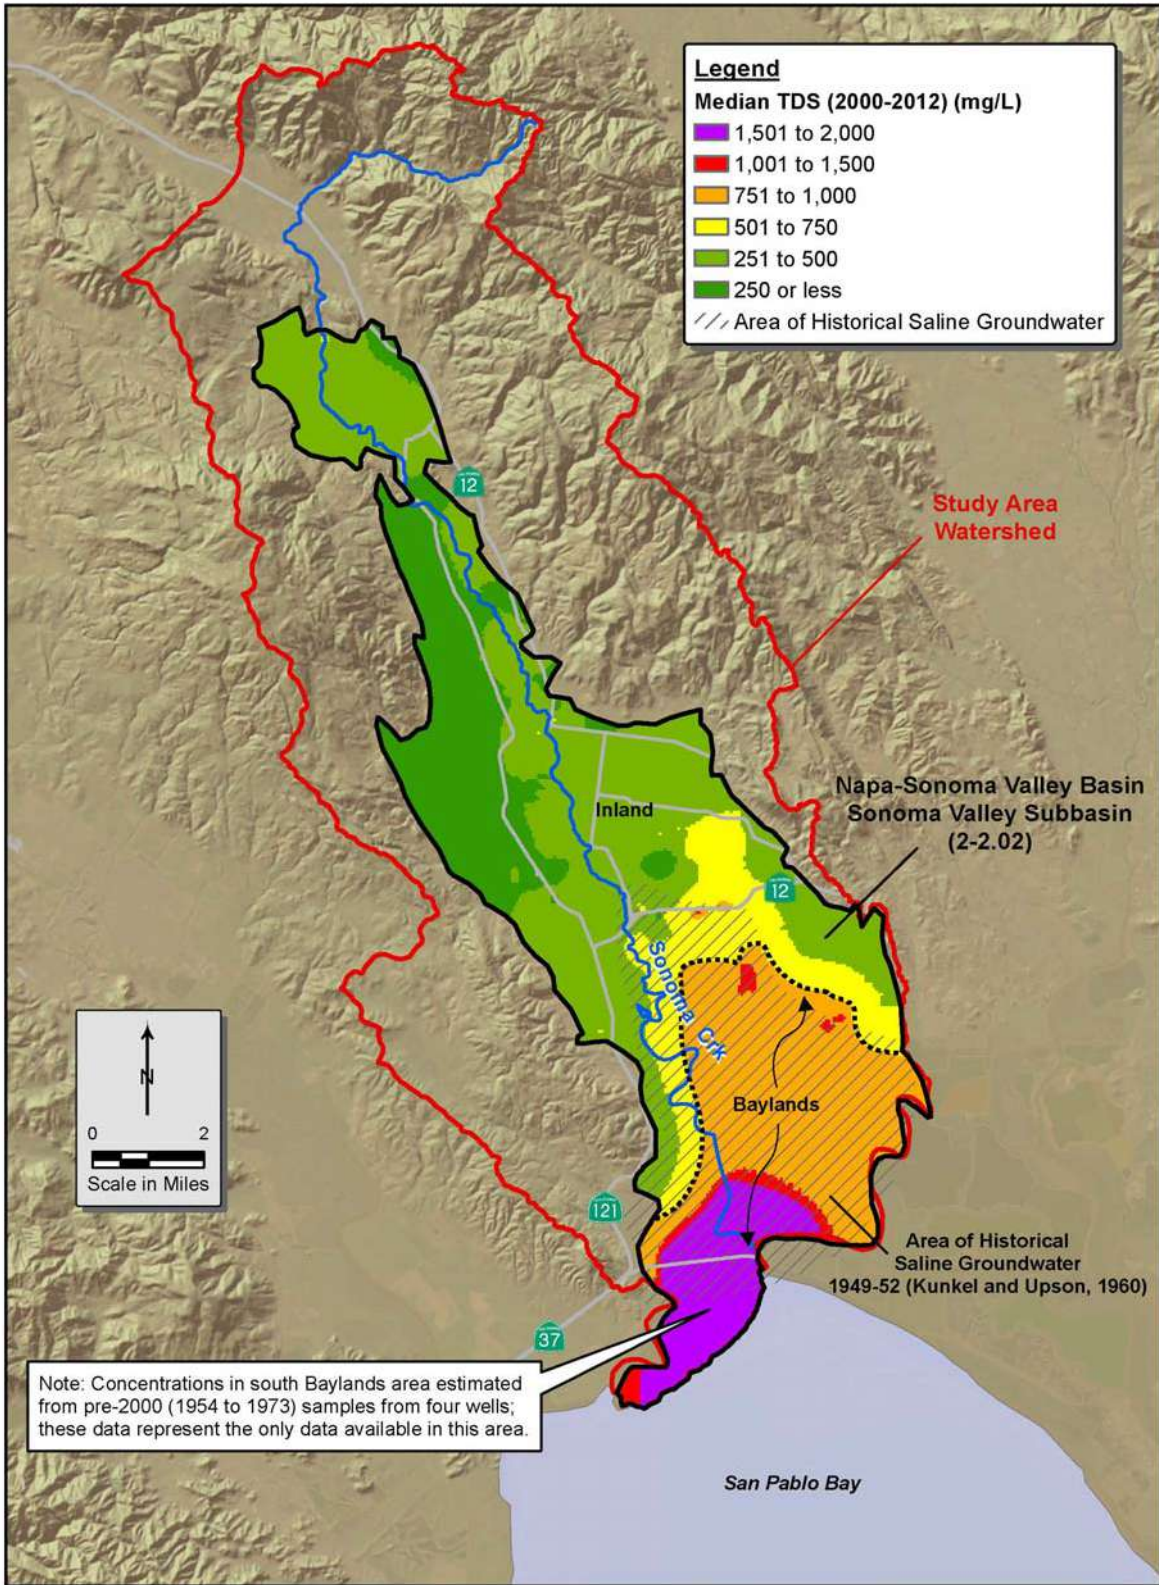 Legend
Median TDS (2000-2012) (mg/L)
1,501 to 2,000
1,001 to 1,500
751 to 1,000
501 to 750
251 to 500
250 or less
Area of Historical Saline Groundwater
12
Study Area
Watershed
Napa-Sonoma Valley Basin
Sonoma Valley Subbasin
(2-2.02)
Inland
12
Sonoma Crk
N
0 2
Scale in Miles
Baylands
121
Area of Historical
Saline Groundwater
1949-52 (Kunkel and Upson, 1960)
37
Note: Concentrations in south Baylands area estimated
from pre-2000 (1954 to 1973) samples from four wells;
these data represent the only data available in this area.
San Pablo Bay